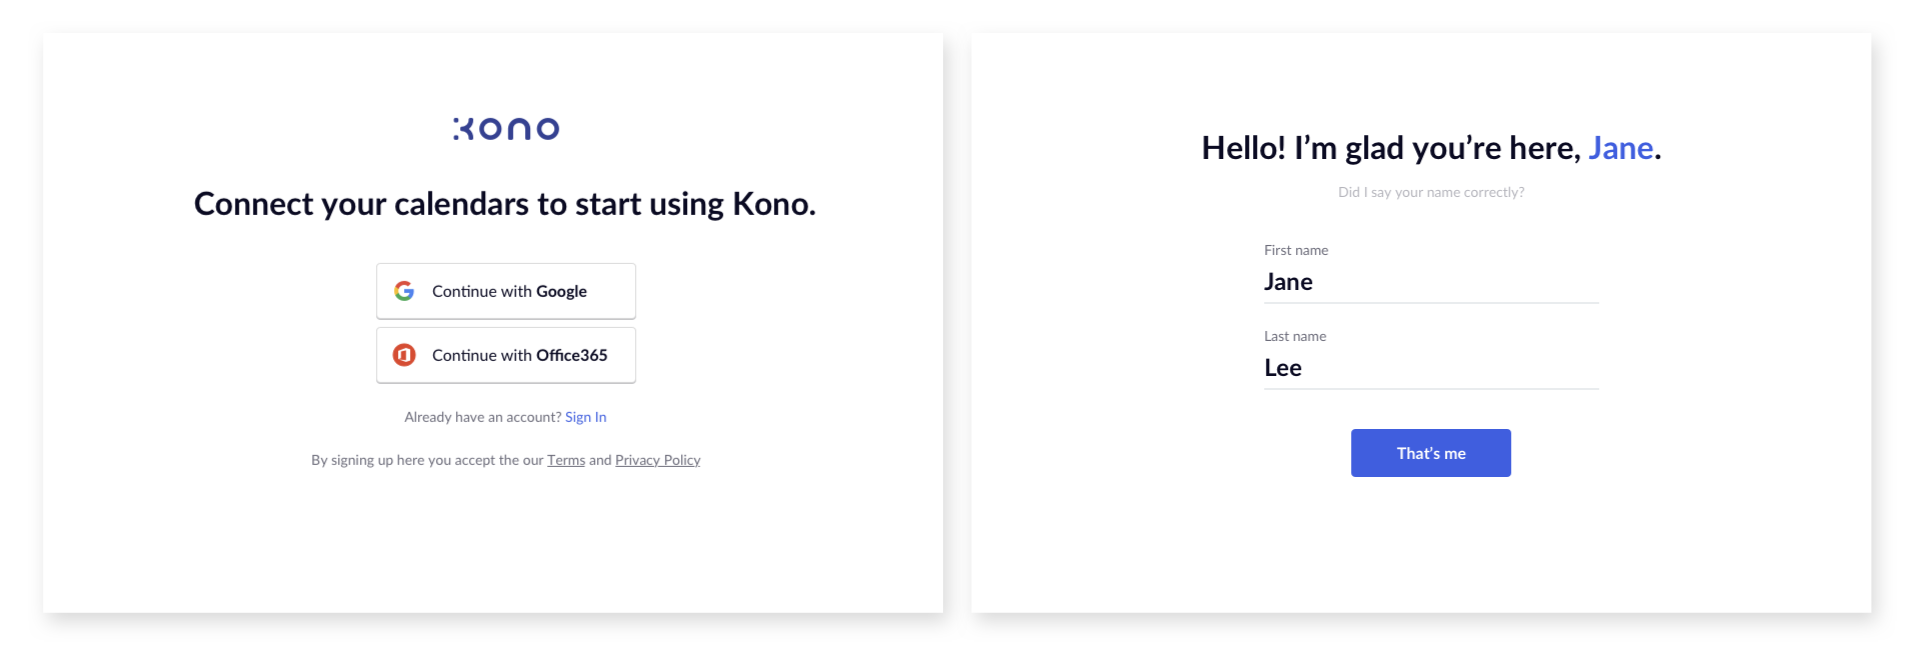 kono
Connect your calendars to start using Kono.
Continue with Google
Continue with Office365
Already have an account? Sign In
By signing up here you accept the our Terms and Privacy Policy
Hello! I’m glad you’re here, Jane.
Did I say your name correctly?
First name
Jane
Last name
Lee
That’s me